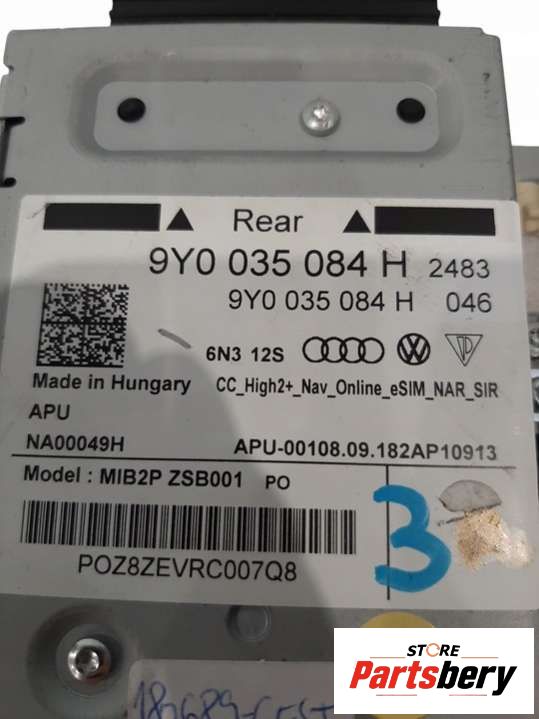 Rear
9Y0 035 084 H 2483
9Y0 035 084 H 046
6N3 12S
Made in Hungary CC_High2+_Nav_Online_eSIM_NAR_SIR
APU
NA00049H APU-00108.09.182AP10913
Model : MIB2P ZSB001 PO
3
POZ8ZEVRC007Q8
STORE
Partsbery